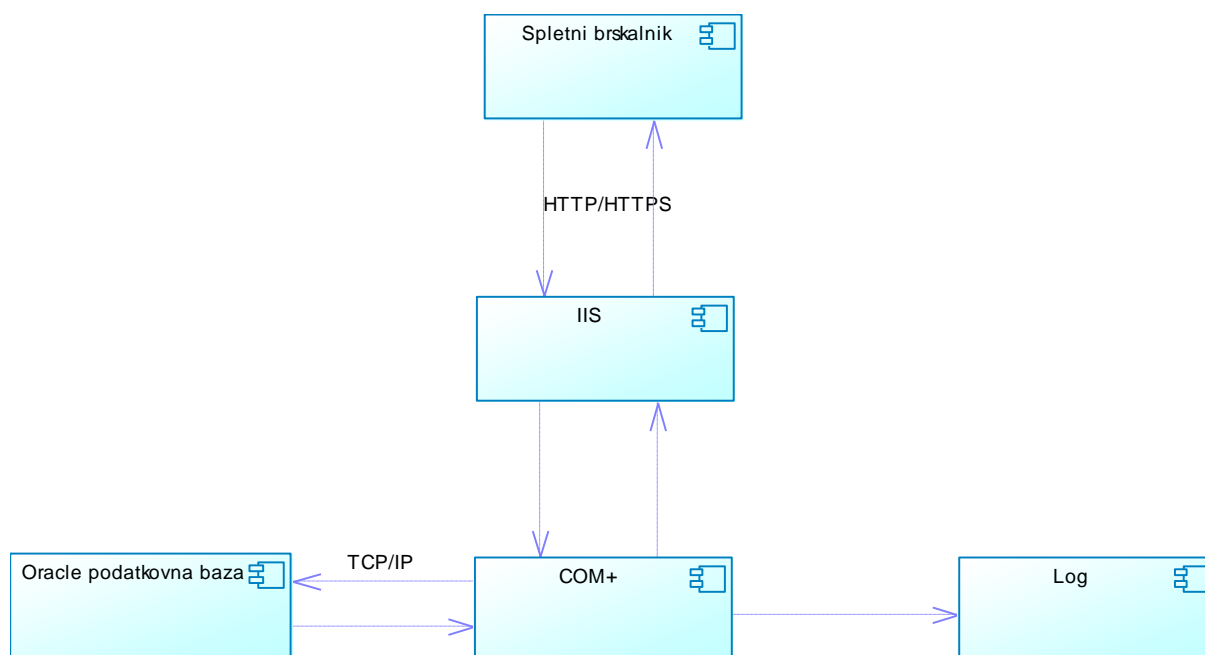 Spletni brskalnik
HTTP/HTTPS
IIS
TCP/IP
Oracle podatkovna baza
COM+
Log